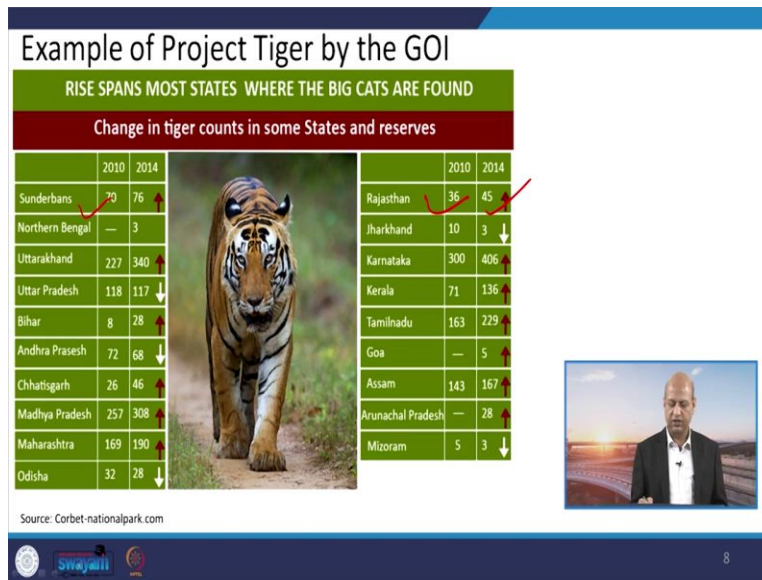 Example of Project Tiger by the GOI
RISE SPANS MOST STATES WHERE THE BIG CATS ARE FOUND
Change in tiger counts in some States and reserves
2010 2014
Sunderbans 70 76
Northern Bengal — 3
Uttarakhand 227 340
Uttar Pradesh 118 117
Bihar 8 28
Andhra Prasesh 72 68
Chhatisgarh 26 46
Madhya Pradesh 257 308
Maharashtra 169 190
Odisha 32 28
2010 2014
Rajasthan 36 45
Jharkhand 10 3
Karnataka 300 406
Kerala 71 136
Tamilnadu 163 229
Goa — 5
Assam 143 167
Arunachal Pradesh — 28
Mizoram 5 3
Source: Corbet-nationalpark.com
swayam
8